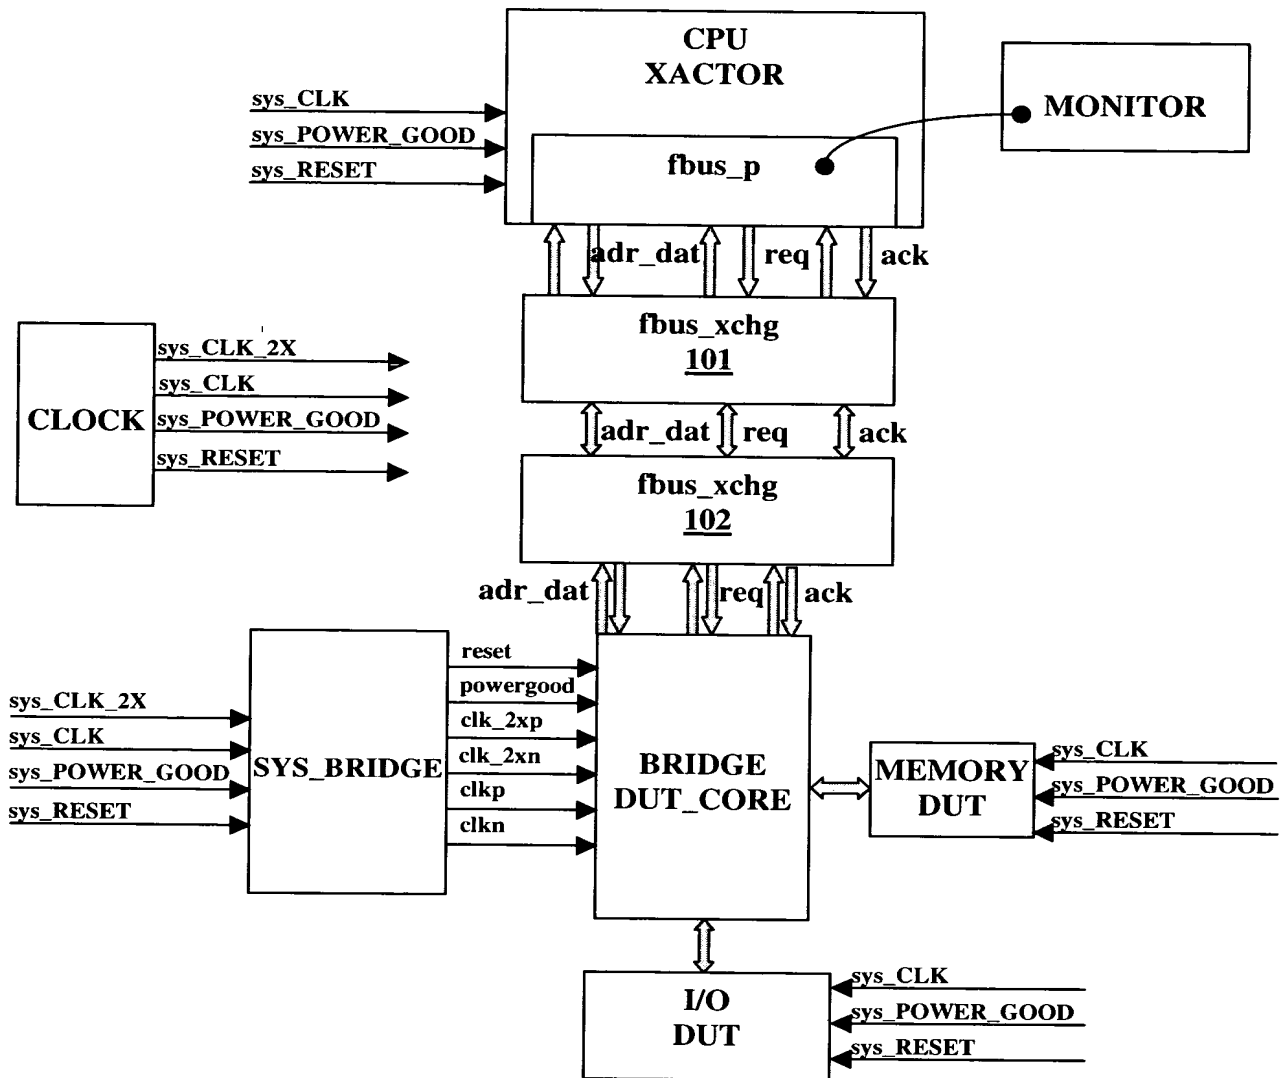 CPU
XACTOR
MONITOR
sys_CLK
sys_POWER_GOOD
sys_RESET
fbus_p
adr_dat req ack
fbus_xchg
101
CLOCK
sys_CLK_2X
sys_CLK
sys_POWER_GOOD
sys_RESET
adr_dat req ack
fbus_xchg
102
adr_dat req ack
sys_CLK_2X
sys_CLK
sys_POWER_GOOD
sys_RESET
SYS_BRIDGE
reset
powergood
clk_2xp
clk_2xn
clkp
clkn
BRIDGE
DUT_CORE
MEMORY
DUT
sys_CLK
sys_POWER_GOOD
sys_RESET
I/O
DUT
sys_CLK
sys_POWER_GOOD
sys_RESET